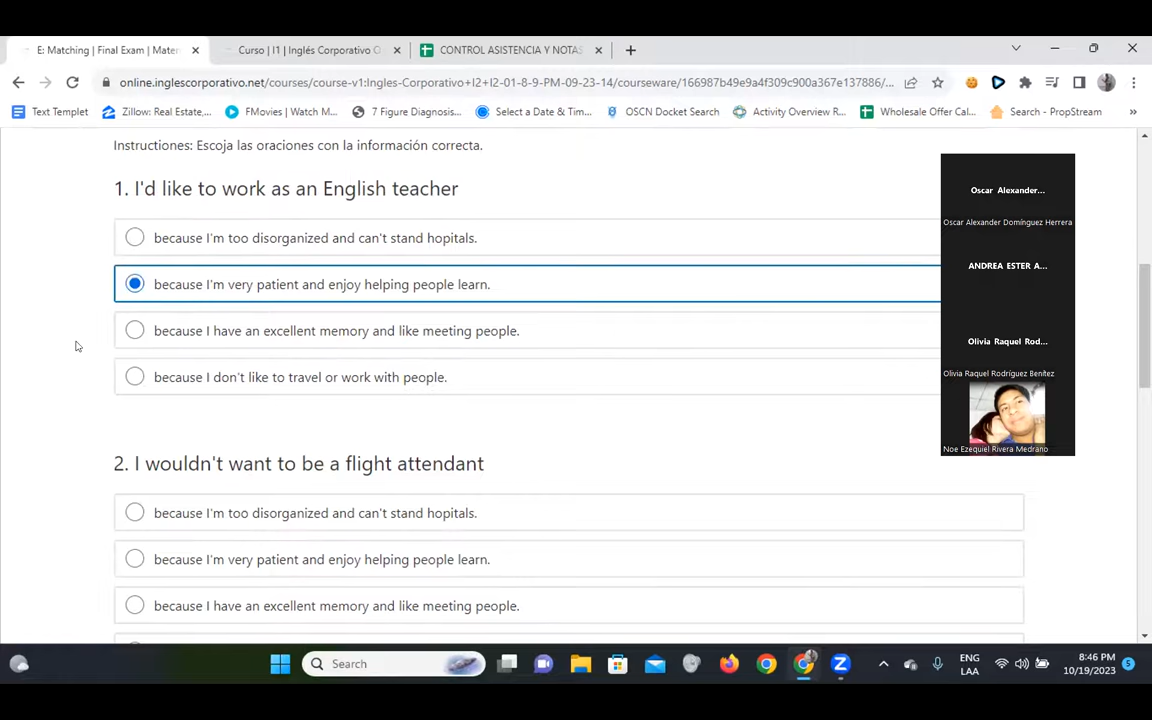 E: Matching | Final Exam | Mater
Curso | I1 | Inglés Corporativo O
CONTROL ASISTENCIA Y NOTAS
online.inglescorporativo.net/courses/course-v1:Ingles-Corporativo+I2+I2-01-8-9-PM-09-23-14/courseware/166987b49e9a4f309c900a367e137886/...
Text Templet
Zillow: Real Estate,...
FMovies | Watch M...
7 Figure Diagnosis...
Select a Date & Tim...
OSCN Docket Search
Activity Overview R...
Wholesale Offer Cal...
Search - PropStream
»
Instructiones: Escoja las oraciones con la información correcta.
1. I'd like to work as an English teacher
because I'm too disorganized and can't stand hopitals.
because I'm very patient and enjoy helping people learn.
because I have an excellent memory and like meeting people.
because I don't like to travel or work with people.
2. I wouldn't want to be a flight attendant
because I'm too disorganized and can't stand hopitals.
because I'm very patient and enjoy helping people learn.
because I have an excellent memory and like meeting people.
Oscar Alexander...
Oscar Alexander Domínguez Herrera
ANDREA ESTER A...
Olivia Raquel Rod...
Olivia Raquel Rodríguez Benítez
Noe Ezequiel Rivera Medrano
Search
ENG
LAA
8:46 PM
10/19/2023
5